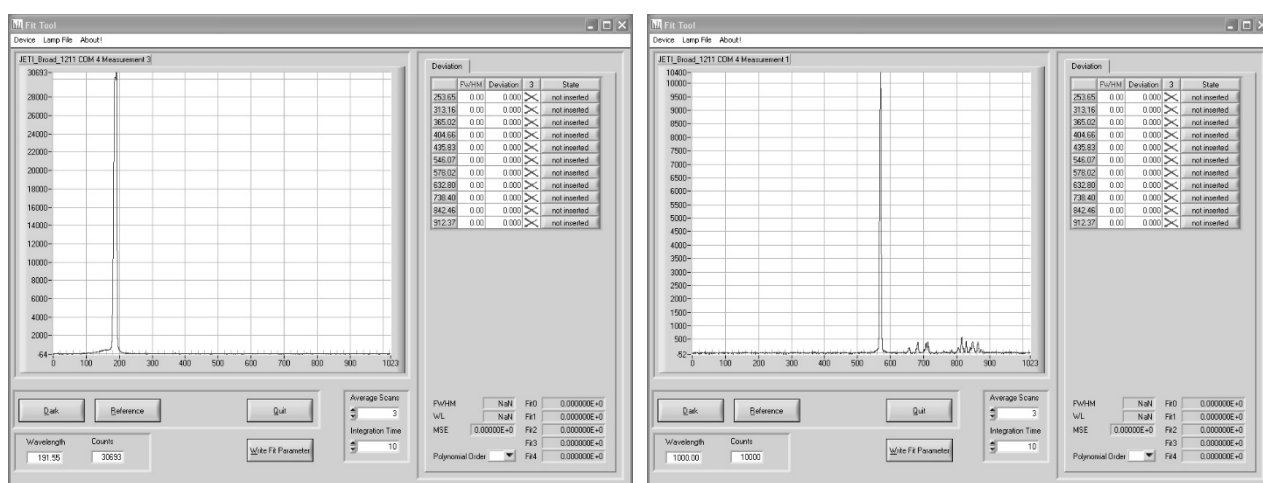 Fit Tool
Device Lamp File About!
JETI_Broad_1211 COM 4 Measurement 3
30693
28000
26000
24000
22000
20000
18000
16000
14000
12000
10000
8000
6000
4000
2000
-64
0 100 200 300 400 500 600 700 800 900 1023
Deviation
FWHM Deviation 3 State
253.65 0.00 0.000 not inserted
313.16 0.00 0.000 not inserted
365.02 0.00 0.000 not inserted
404.66 0.00 0.000 not inserted
435.83 0.00 0.000 not inserted
546.07 0.00 0.000 not inserted
578.02 0.00 0.000 not inserted
632.80 0.00 0.000 not inserted
738.40 0.00 0.000 not inserted
842.46 0.00 0.000 not inserted
912.37 0.00 0.000 not inserted
Dark Reference Quit
Average Scans
3
Integration Time
10
Wavelength Counts
191.55 30693
Write Fit Parameter
FWHM NaN Fit0 0.000000E+0
WL NaN Fit1 0.000000E+0
MSE 0.00000E+0 Fit2 0.000000E+0
Fit3 0.000000E+0
Polynomial Order Fit4 0.000000E+0
Fit Tool
Device Lamp File About!
JETI_Broad_1211 COM 4 Measurement 1
10400
10000
9500
9000
8500
8000
7500
7000
6500
6000
5500
5000
4500
4000
3500
3000
2500
2000
1500
1000
500
-52
0 100 200 300 400 500 600 700 800 900 1023
Deviation
FWHM Deviation 3 State
253.65 0.00 0.000 not inserted
313.16 0.00 0.000 not inserted
365.02 0.00 0.000 not inserted
404.66 0.00 0.000 not inserted
435.83 0.00 0.000 not inserted
546.07 0.00 0.000 not inserted
578.02 0.00 0.000 not inserted
632.80 0.00 0.000 not inserted
738.40 0.00 0.000 not inserted
842.46 0.00 0.000 not inserted
912.37 0.00 0.000 not inserted
Dark Reference Quit
Average Scans
3
Integration Time
10
Wavelength Counts
1000.00 10000
Write Fit Parameter
FWHM NaN Fit0 0.000000E+0
WL NaN Fit1 0.000000E+0
MSE 0.00000E+0 Fit2 0.000000E+0
Fit3 0.000000E+0
Polynomial Order Fit4 0.000000E+0